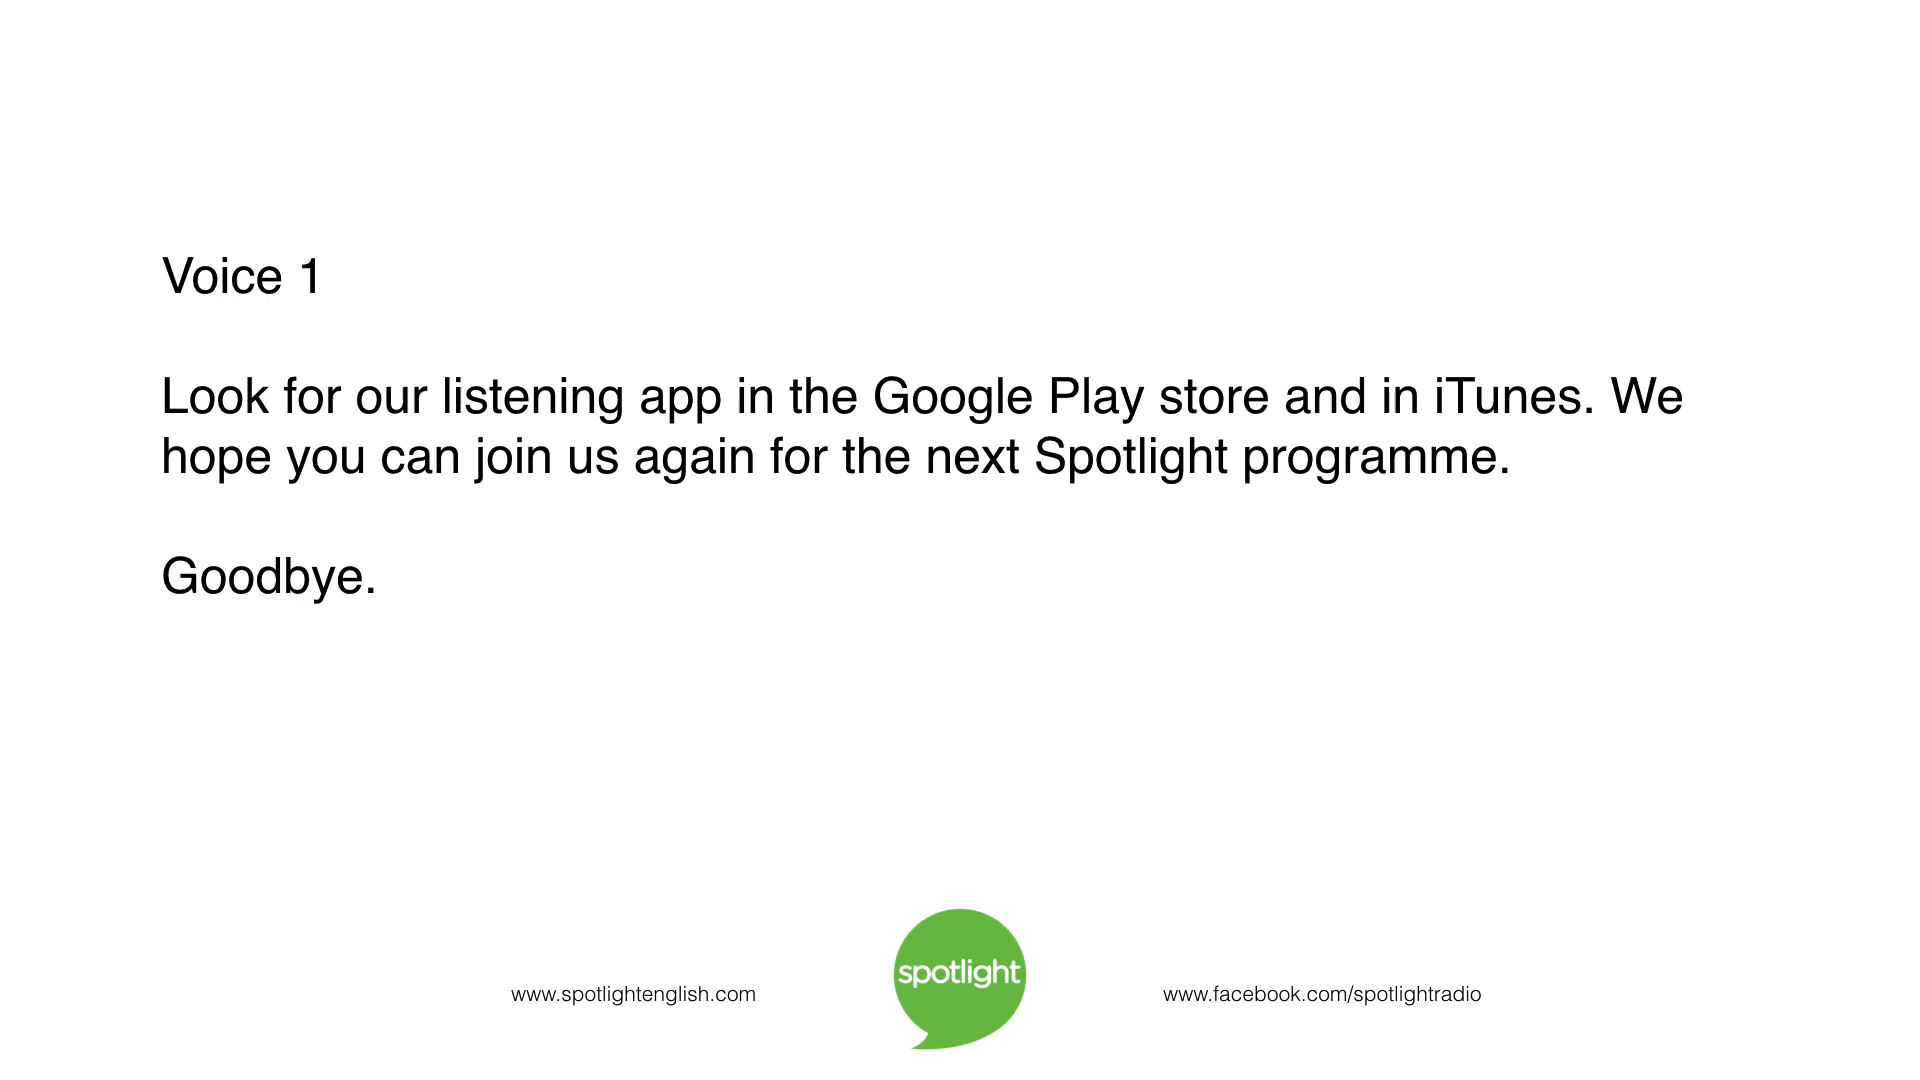 Voice 1
Look for our listening app in the Google Play store and in iTunes. We
hope you can join us again for the next Spotlight programme.
Goodbye.
spotlight
www.spotlightenglish.com
www.facebook.com/spotlightradio